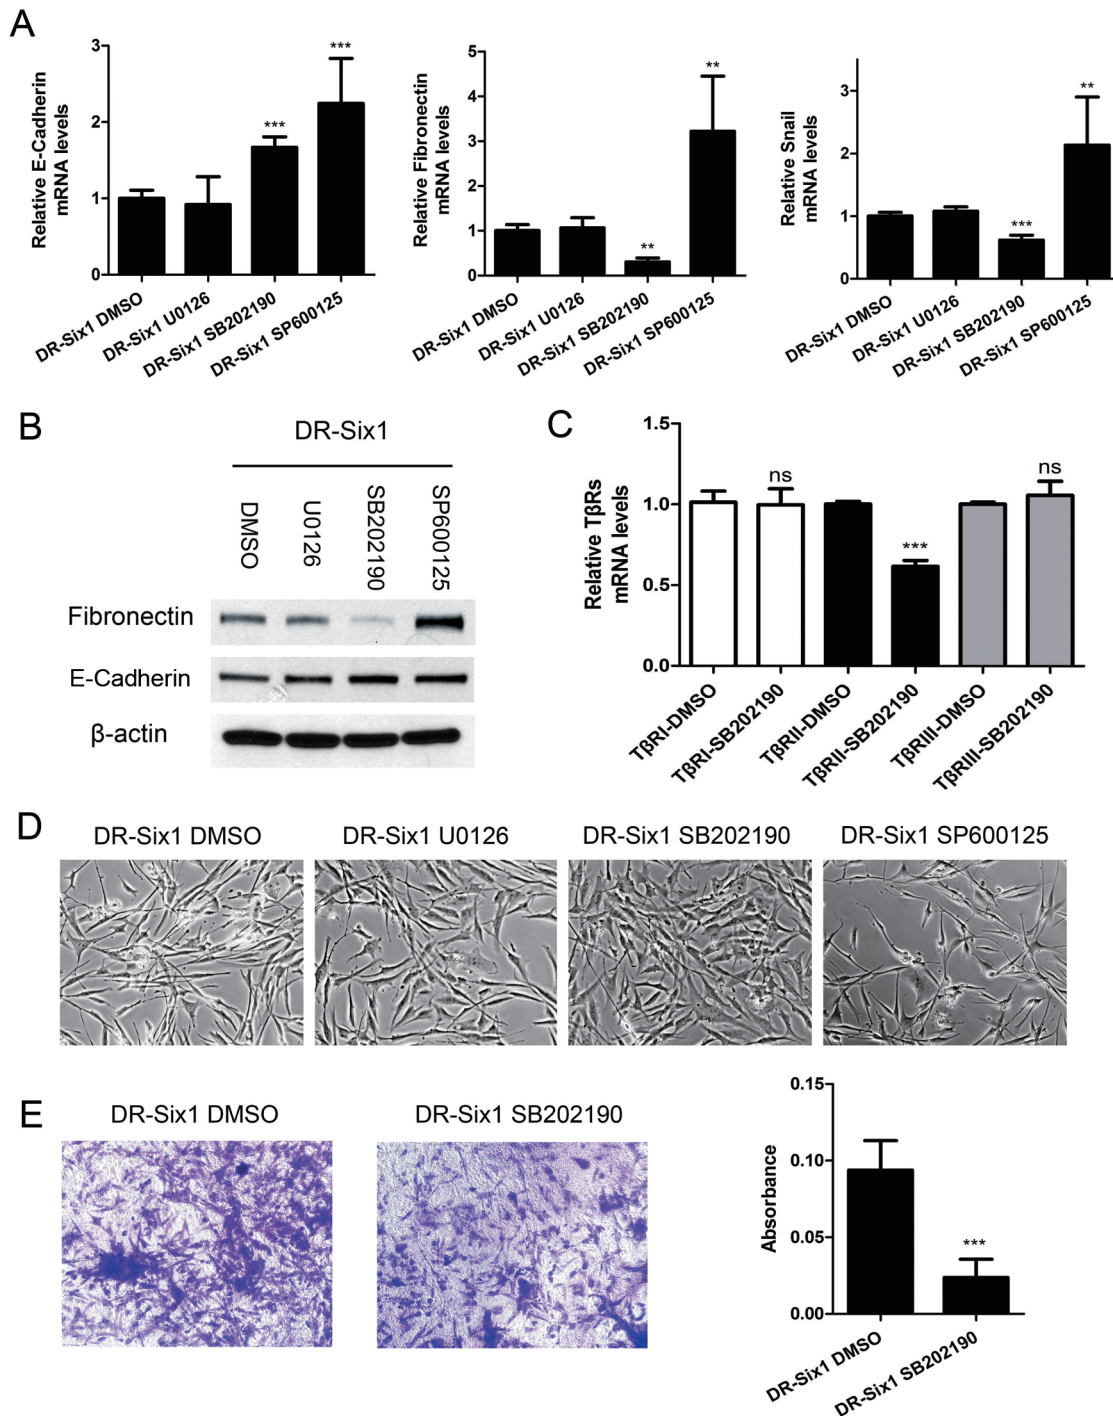 A
Relative E-Cadherin
mRNA levels
3
2
1
0
***
***
DR-Six1 DMSO
DR-Six1 U0126
DR-Six1 SB202190
DR-Six1 SP600125
Relative Fibronectin
mRNA levels
5
4
3
2
1
0
**
**
DR-Six1 DMSO
DR-Six1 U0126
DR-Six1 SB202190
DR-Six1 SP600125
Relative Snail
mRNA levels
3
2
1
0
***
**
DR-Six1 DMSO
DR-Six1 U0126
DR-Six1 SB202190
DR-Six1 SP600125
B
DR-Six1
DMSO
U0126
SB202190
SP600125
Fibronectin
E-Cadherin
β-actin
C
Relative TβRs
mRNA levels
1.5
1.0
0.5
0.0
ns
***
ns
TβRI-DMSO
TβRI-SB202190
TβRII-DMSO
TβRII-SB202190
TβRIII-DMSO
TβRIII-SB202190
D
DR-Six1 DMSO
DR-Six1 U0126
DR-Six1 SB202190
DR-Six1 SP600125
E
DR-Six1 DMSO
DR-Six1 SB202190
Absorbance
0.15
0.10
0.05
0.00
***
DR-Six1 DMSO
DR-Six1 SB202190